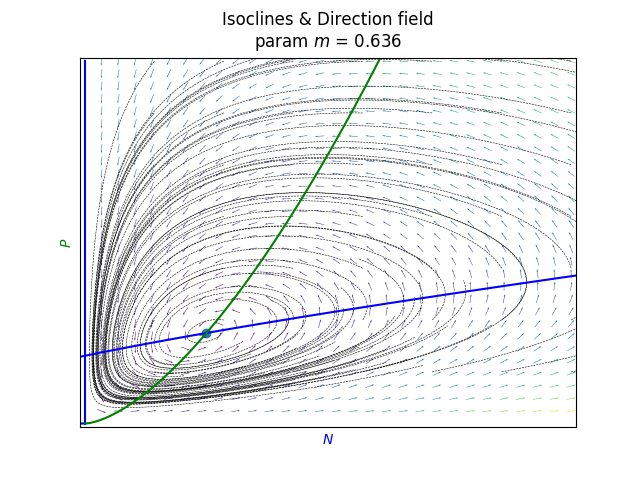 Isoclines & Direction field
param m = 0.636
P
N